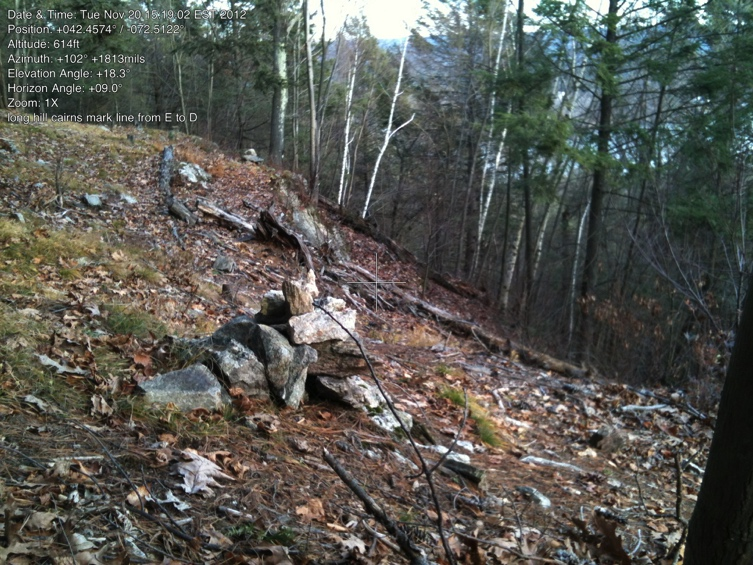 Date & Time: Tue Nov 20 15:19:02 EST 2012
Position: +042.4574° / -072.5122°
Altitude: 614ft
Azimuth: +102° +1813mils
Elevation Angle: +18.3°
Horizon Angle: +09.0°
Zoom: 1X
long hill cairns mark line from E to D